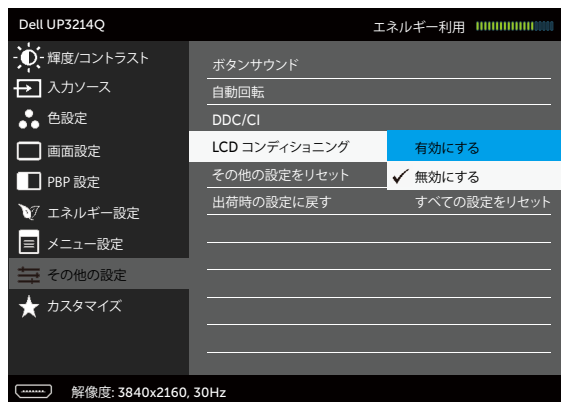 Dell UP3214Q
エネルギー利用
輝度/コントラスト
入力ソース
色設定
画面設定
PBP 設定
エネルギー設定
メニュー設定
その他の設定
カスタマイズ
ボタンサウンド
自動回転
DDC/CI
LCD コンディショニング
有効にする
その他の設定をリセット
無効にする
出荷時の設定に戻す
すべての設定をリセット
解像度: 3840x2160, 30Hz